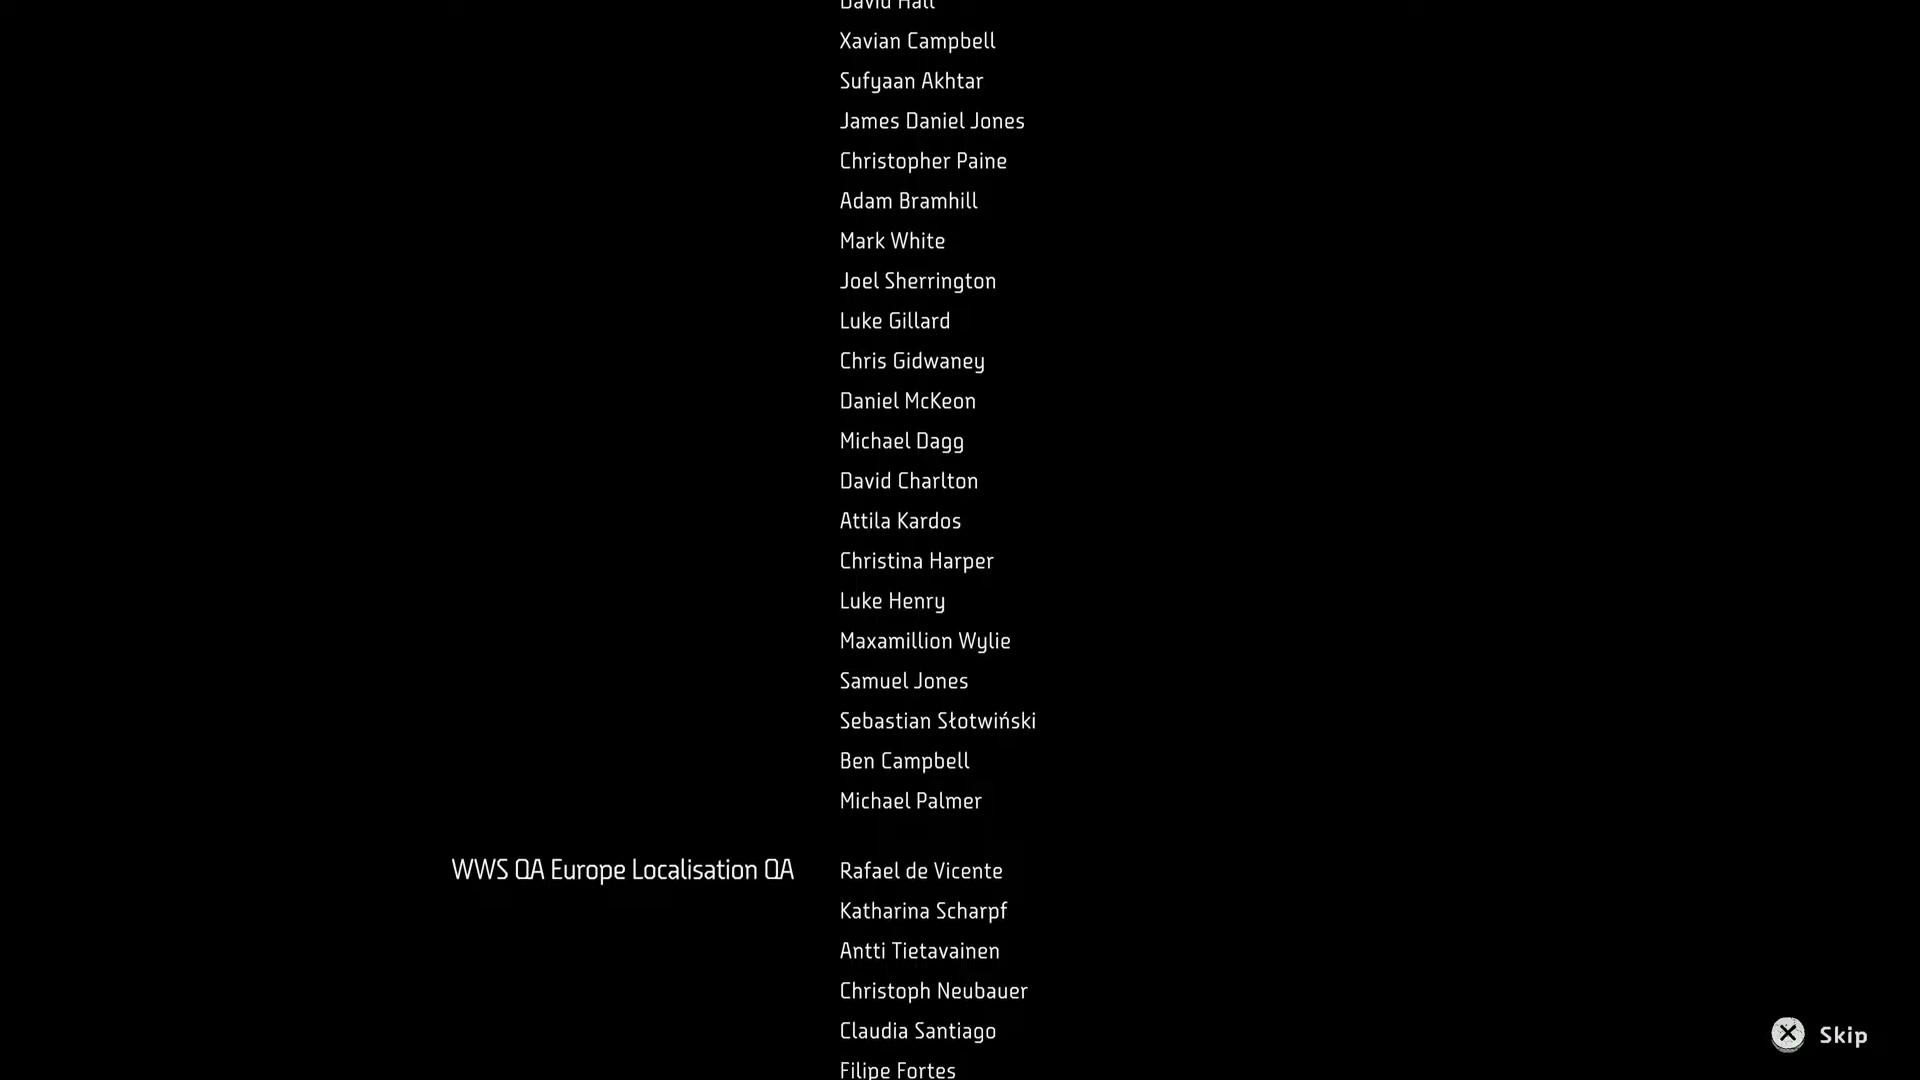 David Hall
Xavian Campbell
Sufyaan Akhtar
James Daniel Jones
Christopher Paine
Adam Bramhill
Mark White
Joel Sherrington
Luke Gillard
Chris Gidwaney
Daniel McKeon
Michael Dagg
David Charlton
Attila Kardos
Christina Harper
Luke Henry
Maxamillion Wylie
Samuel Jones
Sebastian Słotwiński
Ben Campbell
Michael Palmer
WWS QA Europe Localisation QA Rafael de Vicente
Katharina Scharpf
Antti Tietavainen
Christoph Neubauer
Claudia Santiago
Filipe Fortes
Skip